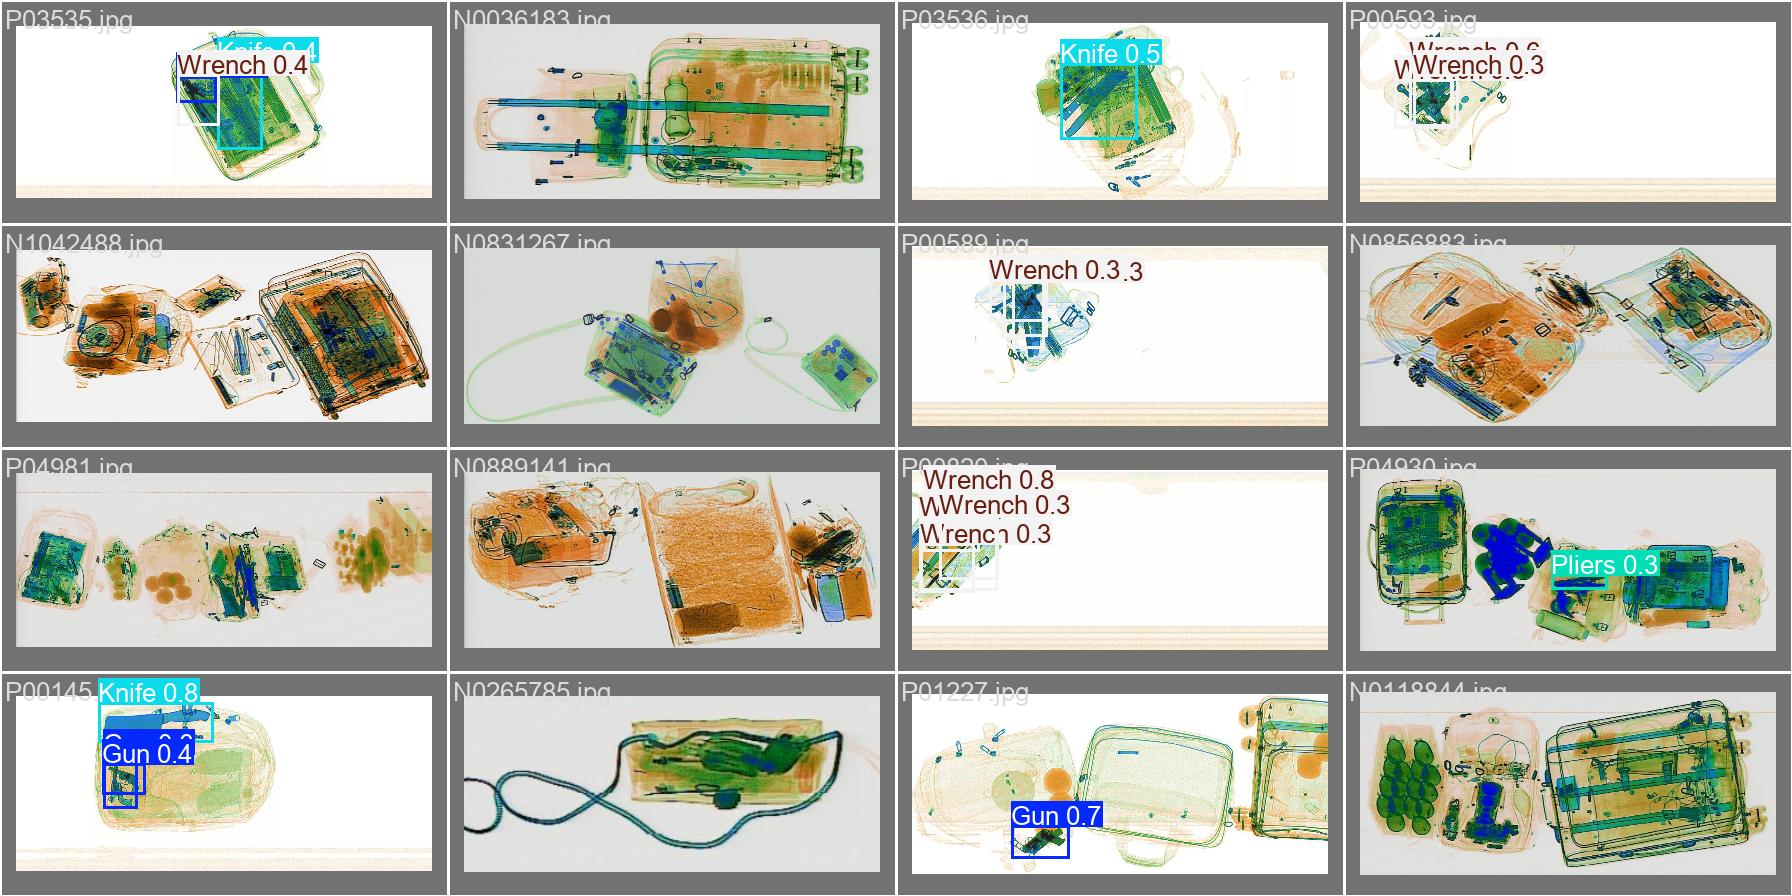 P03535.jpg
Knife 0.4
Wrench 0.4
N0036183.jpg
P03536.jpg
Knife 0.5
P00593.jpg
Wrench 0.6
Wrench 0.3
N1042488.jpg
N0831267.jpg
P00589.jpg
Wrench 0.3
.3
N0856883.jpg
P04981.jpg
N0889141.jpg
Wrench 0.8
Wrench 0.3
Wrench 0.3
P04930.jpg
Pliers 0.3
P00145
Knife 0.8
Gun 0.4
N0265785.jpg
P01227.jpg
Gun 0.7
N0118844.jpg